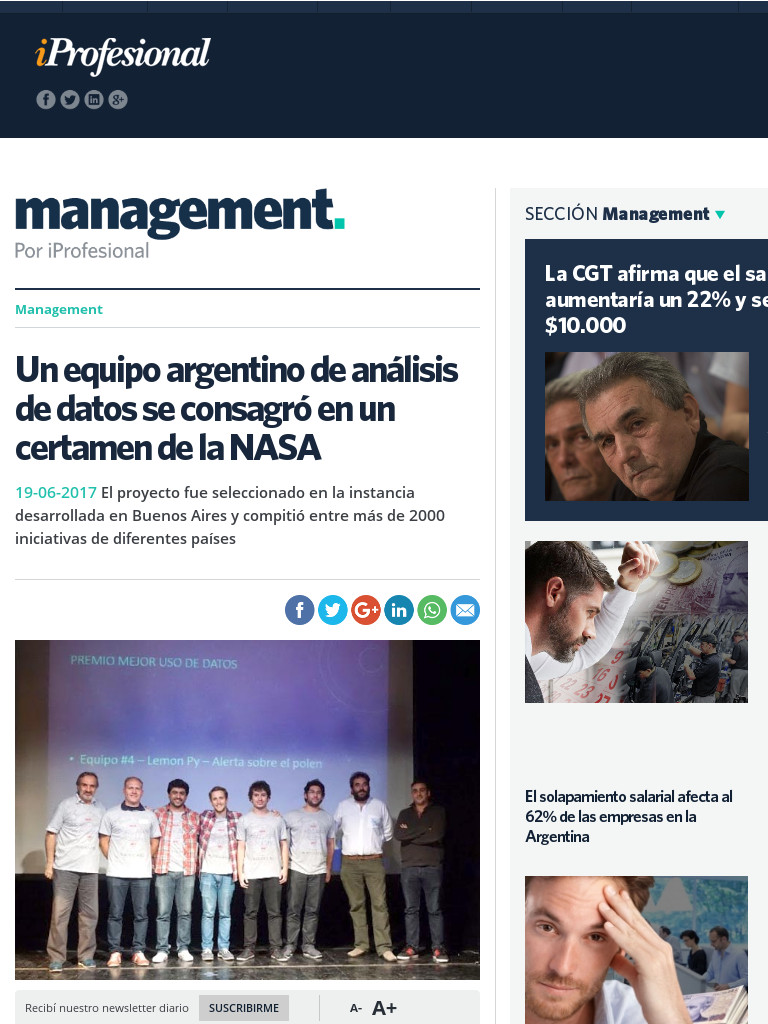 iProfesional
management.
Por iProfesional
Management
Un equipo argentino de análisis
de datos se consagró en un
certamen de la NASA
19-06-2017 El proyecto fue seleccionado en la instancia
desarrollada en Buenos Aires y compitió entre más de 2000
iniciativas de diferentes países
PREMIO MEJOR USO DE DATOS
• Equipo #4 – Lemon Py – Alerta sobre el polen
Recibí nuestro newsletter diario SUSCRIBIRME A- A+
SECCIÓN Management
La CGT afirma que el sa
aumentaría un 22% y se
$10.000
El solapamiento salarial afecta al
62% de las empresas en la
Argentina